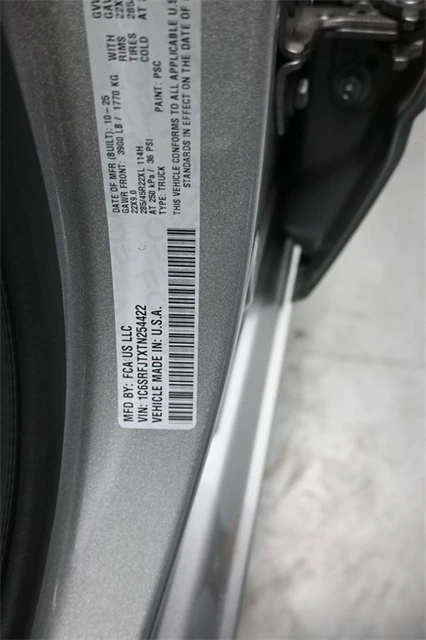 MFD BY: FCA US LLC
VIN: 1C6SRFJTXTN254422
VEHICLE MADE IN: U.S.A.
DATE OF MFR (BUILT): 10-25
GAWR FRONT: 3900 LB / 1770 KG WITH
22X9.0 RIMS
285/45R22XL 114H TIRES
AT 250 kPa / 36 PSI COLD
TYPE: TRUCK PAINT: PSC
THIS VEHICLE CONFORMS TO ALL APPLICABLE U.S
STANDARDS IN EFFECT ON THE DATE OF